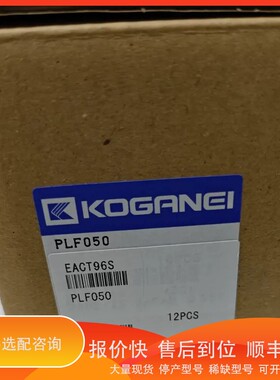 KOGANEI
PLF050
EACT96S
PLF050
12PCS
选配咨询
报价快 售后到位 顺丰
大量现货 停产型号 稀缺型号 可